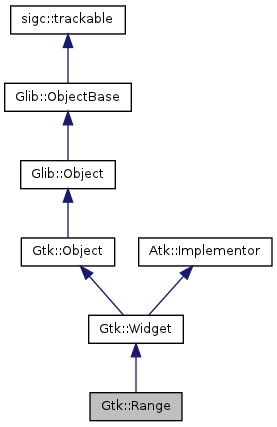 sigc::trackable
Glib::ObjectBase
Glib::Object
Gtk::Object
Atk::Implementor
Gtk::Widget
Gtk::Range